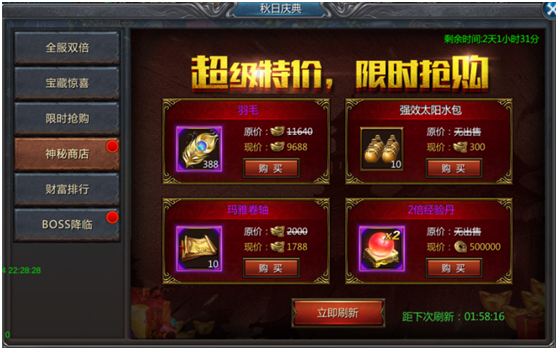 秋日庆典
剩余时间:2天1小时31分
全服双倍
宝藏惊喜
限时抢购
神秘商店
财富排行
BOSS降临
超级特价，限时抢购
羽毛
原价： 11640
现价： 9688
388
购买
强效太阳水包
原价：无出售
现价： 300
10
购买
玛雅卷轴
原价： 2000
现价： 1788
10
购买
2倍经验丹
原价：无出售
现价： 500000
×2
购买
立即刷新
距下次刷新：01:58:16
4 22:28:28
0